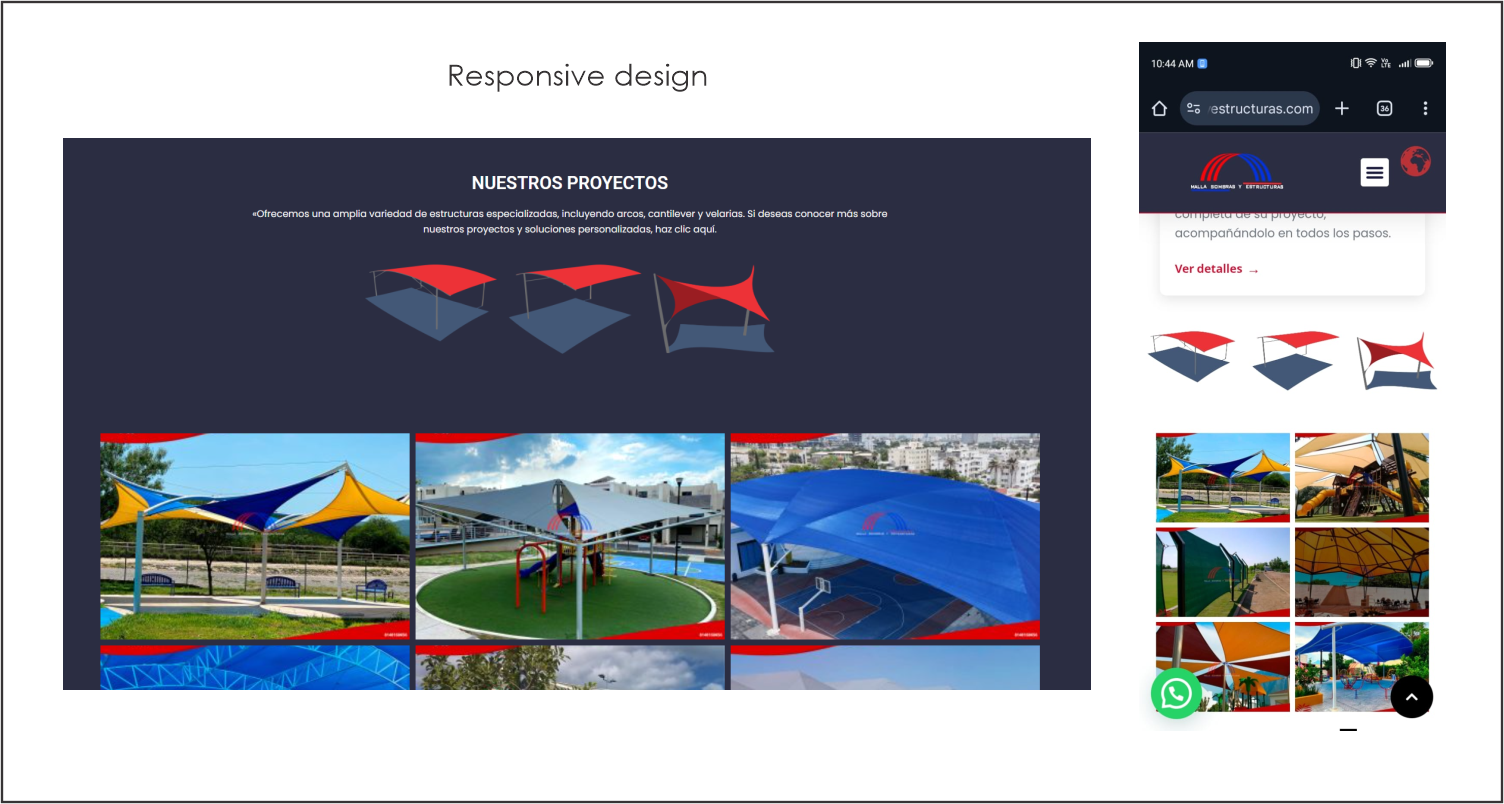 Responsive design
NUESTROS PROYECTOS
«Ofrecemos una amplia variedad de estructuras especializadas, incluyendo arcos, cantilever y velarias. Si deseas conocer más sobre
nuestros proyectos y soluciones personalizadas, haz clic aquí.
10:44 AM
Vo
LTE
estructuras.com
36
MALLA SOMBRAS Y ESTRUCTURAS
completa de su proyecto,
acompañándolo en todos los pasos.
Ver detalles →